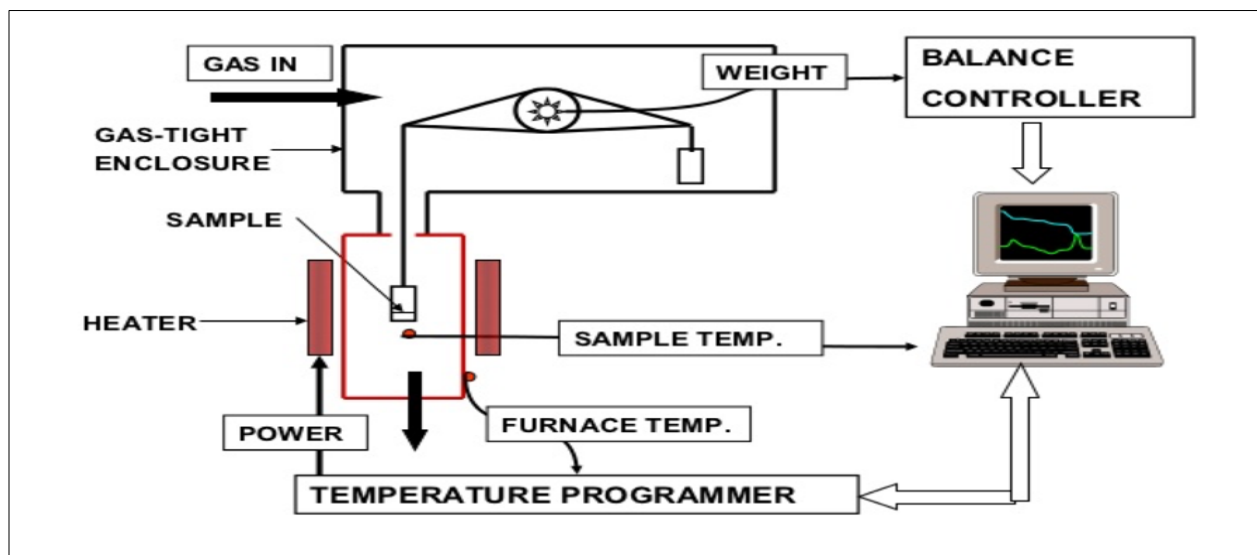 GAS IN
WEIGHT
BALANCE
CONTROLLER
GAS-TIGHT
ENCLOSURE
SAMPLE
HEATER
SAMPLE TEMP.
POWER
FURNACE TEMP.
TEMPERATURE PROGRAMMER